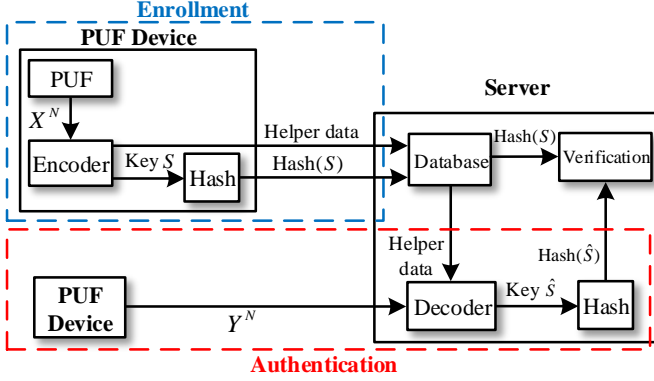 Enrollment
PUF Device
PUF
X^N
Encoder
Key S
Hash
Helper data
Hash(S)
Server
Database
Hash(S)
Verification
Helper
data
Hash(Ŝ)
PUF
Device
Y^N
Decoder
Key Ŝ
Hash
Authentication